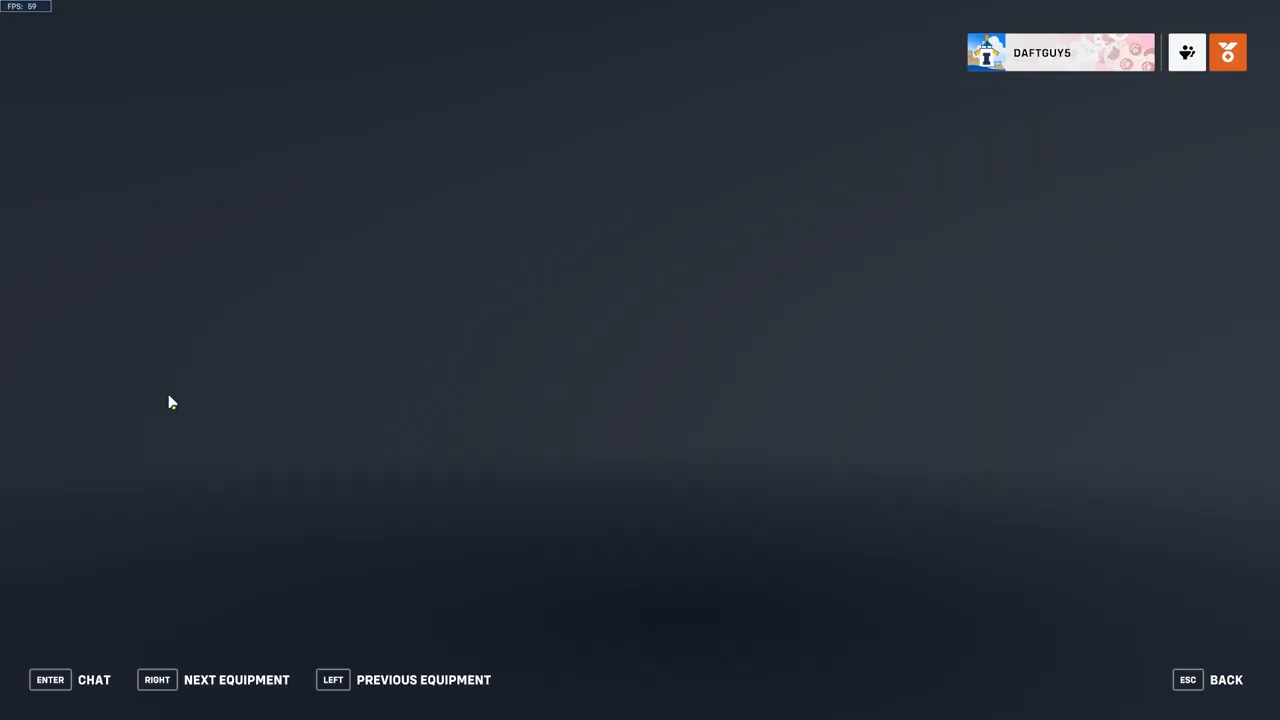 FPS: 59
DAFTGUY5
ENTER CHAT RIGHT NEXT EQUIPMENT LEFT PREVIOUS EQUIPMENT ESC BACK